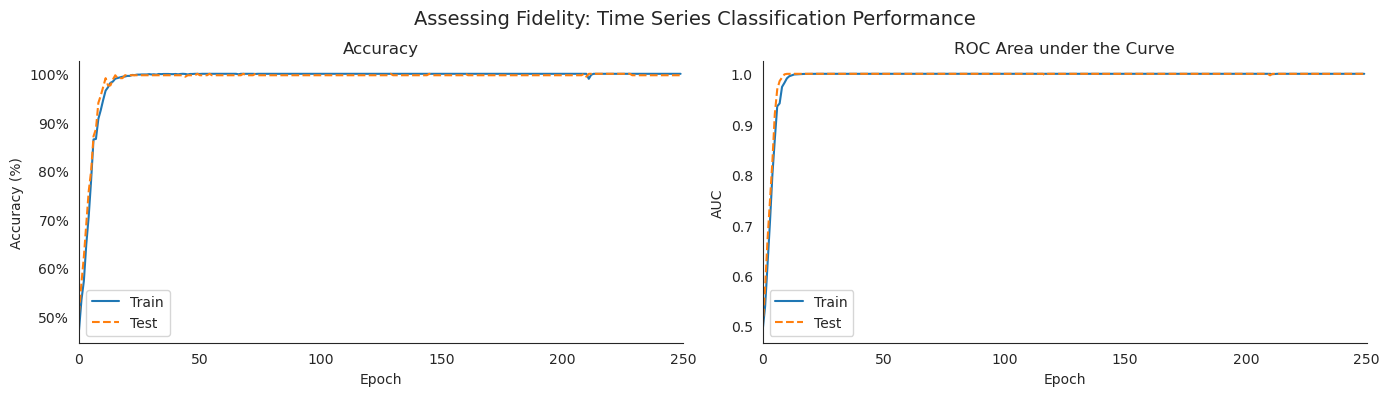 Assessing Fidelity: Time Series Classification Performance
Accuracy
Accuracy (%)
100%
90%
80%
70%
60%
50%
Train
Test
0 50 100 150 200 250
Epoch
ROC Area under the Curve
AUC
1.0
0.9
0.8
0.7
0.6
0.5
Train
Test
0 50 100 150 200 250
Epoch